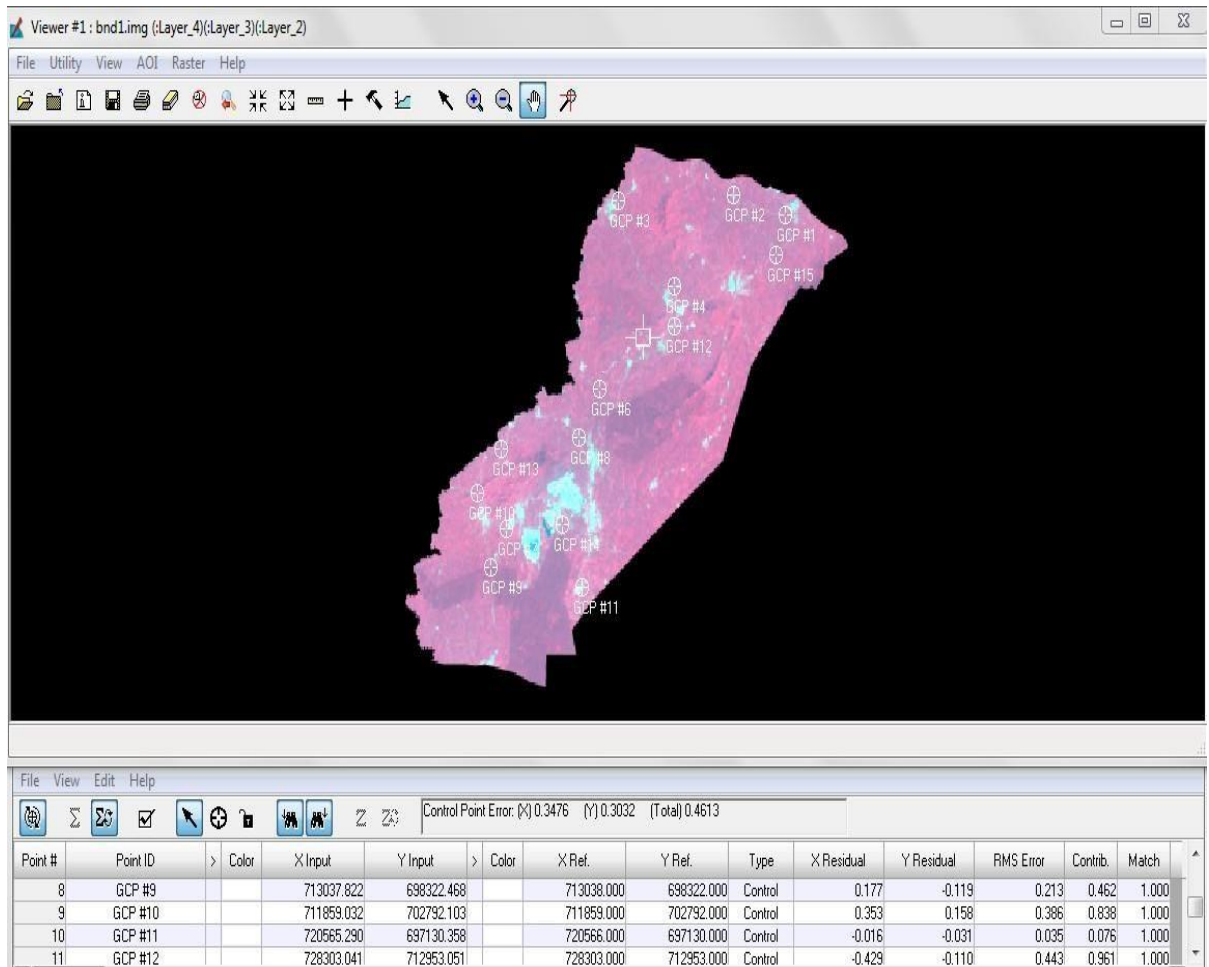 Viewer #1 : bnd1.img (:Layer_4)(:Layer_3)(:Layer_2)
File Utility View AOI Raster Help
GCP #3
GCP #2
GCP #1
GCP #15
GCP #4
GCP #12
GCP #6
GCP #8
GCP #13
GCP #10
GCP #14
GCP
GCP #9
GCP #11
File View Edit Help
Control Point Error: (X) 0.3476 (Y) 0.3032 (Total) 0.4613
Point # Point ID > Color X Input Y Input > Color X Ref. Y Ref. Type X Residual Y Residual RMS Error Contrib. Match
8 GCP #9 713037.822 698322.468 713038.000 698322.000 Control 0.177 -0.119 0.213 0.462 1.000
9 GCP #10 711859.032 702792.103 711859.000 702792.000 Control 0.353 0.158 0.386 0.838 1.000
10 GCP #11 720565.290 697130.358 720566.000 697130.000 Control -0.016 -0.031 0.035 0.076 1.000
11 GCP #12 728303.041 712953.051 728303.000 712953.000 Control -0.429 -0.110 0.443 0.961 1.000